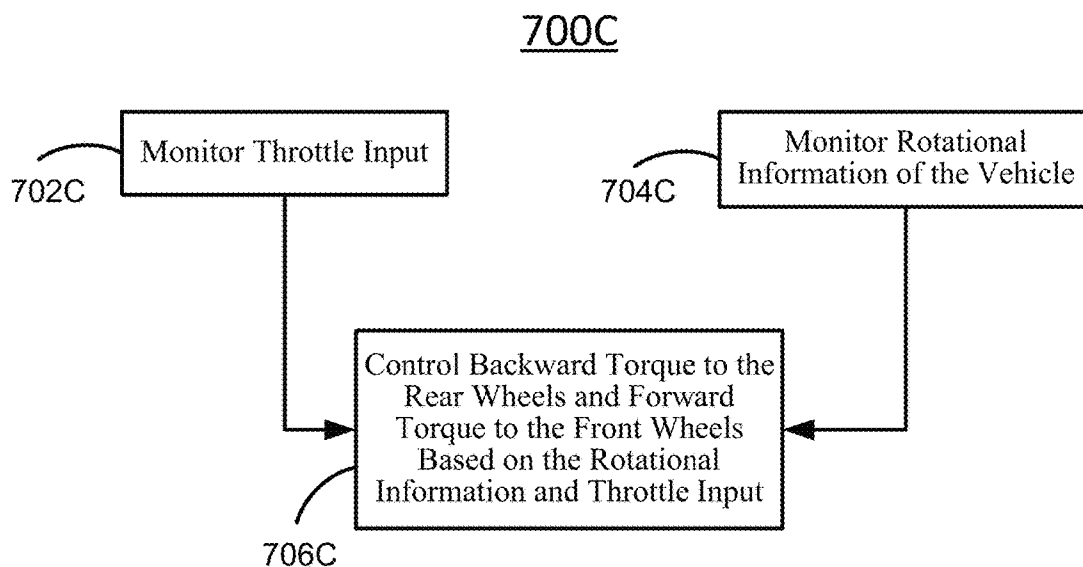 700C
Monitor Throttle Input
702C
Monitor Rotational
Information of the Vehicle
704C
Control Backward Torque to the
Rear Wheels and Forward
Torque to the Front Wheels
Based on the Rotational
Information and Throttle Input
706C